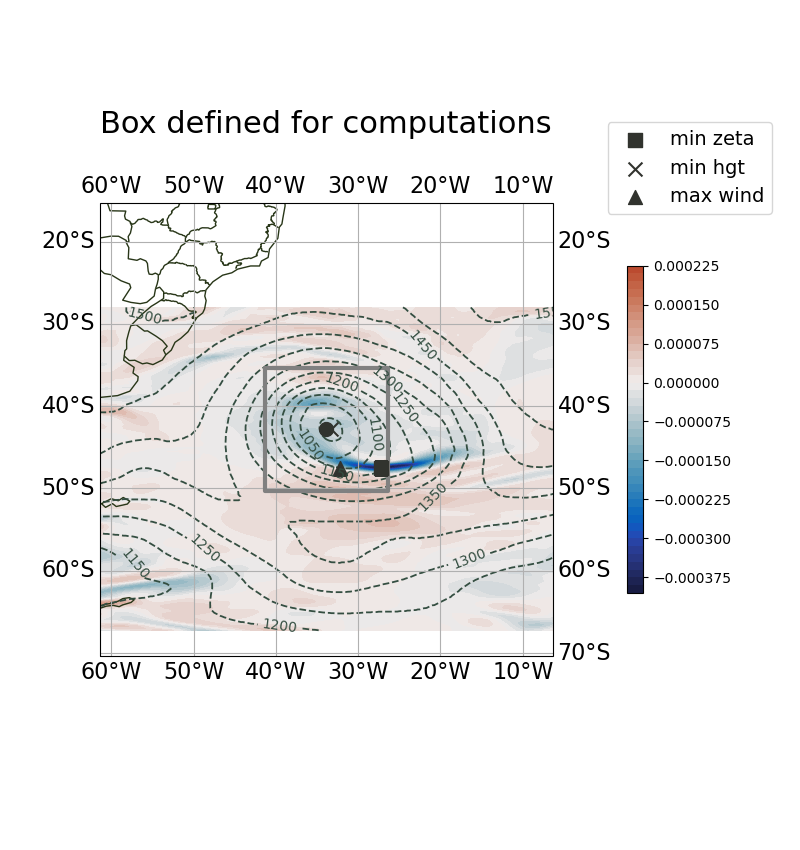 Box defined for computations
min zeta
min hgt
max wind
60°W 50°W 40°W 30°W 20°W 10°W
20°S 20°S
30°S 30°S
40°S 40°S
50°S 50°S
60°S 60°S
70°S
60°W 50°W 40°W 30°W 20°W 10°W
1500
1450
1300
1200
1250
1100
1050
1350
1250
1150
1300
1200
0.000225
0.000150
0.000075
0.000000
−0.000075
−0.000150
−0.000225
−0.000300
−0.000375